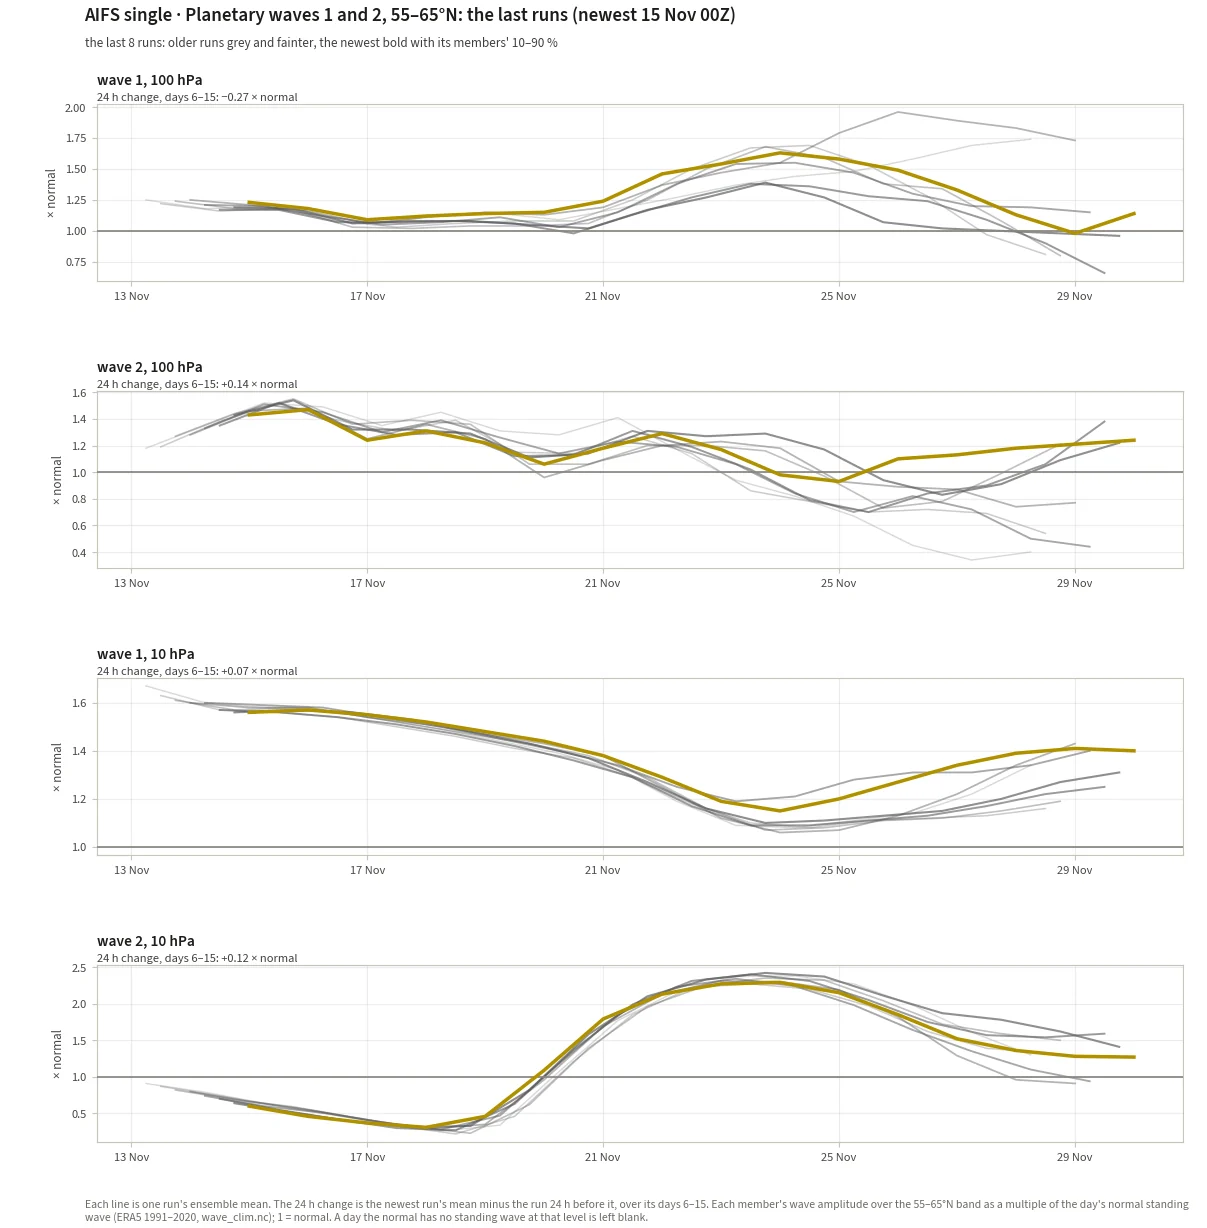 AIFS single · Planetary waves 1 and 2, 55–65°N: the last runs (newest 15 Nov 00Z)
the last 8 runs: older runs grey and fainter, the newest bold with its members' 10–90 %
wave 1, 100 hPa
24 h change, days 6–15: −0.27 × normal
2.00
1.75
1.50
1.25
1.00
0.75
× normal
13 Nov
17 Nov
21 Nov
25 Nov
29 Nov
wave 2, 100 hPa
24 h change, days 6–15: +0.14 × normal
1.6
1.4
1.2
1.0
0.8
0.6
0.4
× normal
13 Nov
17 Nov
21 Nov
25 Nov
29 Nov
wave 1, 10 hPa
24 h change, days 6–15: +0.07 × normal
1.6
1.4
1.2
1.0
× normal
13 Nov
17 Nov
21 Nov
25 Nov
29 Nov
wave 2, 10 hPa
24 h change, days 6–15: +0.12 × normal
2.5
2.0
1.5
1.0
0.5
× normal
13 Nov
17 Nov
21 Nov
25 Nov
29 Nov
Each line is one run's ensemble mean. The 24 h change is the newest run's mean minus the run 24 h before it, over its days 6–15. Each member's wave amplitude over the 55–65°N band as a multiple of the day's normal standing
wave (ERA5 1991–2020, wave_clim.nc); 1 = normal. A day the normal has no standing wave at that level is left blank.